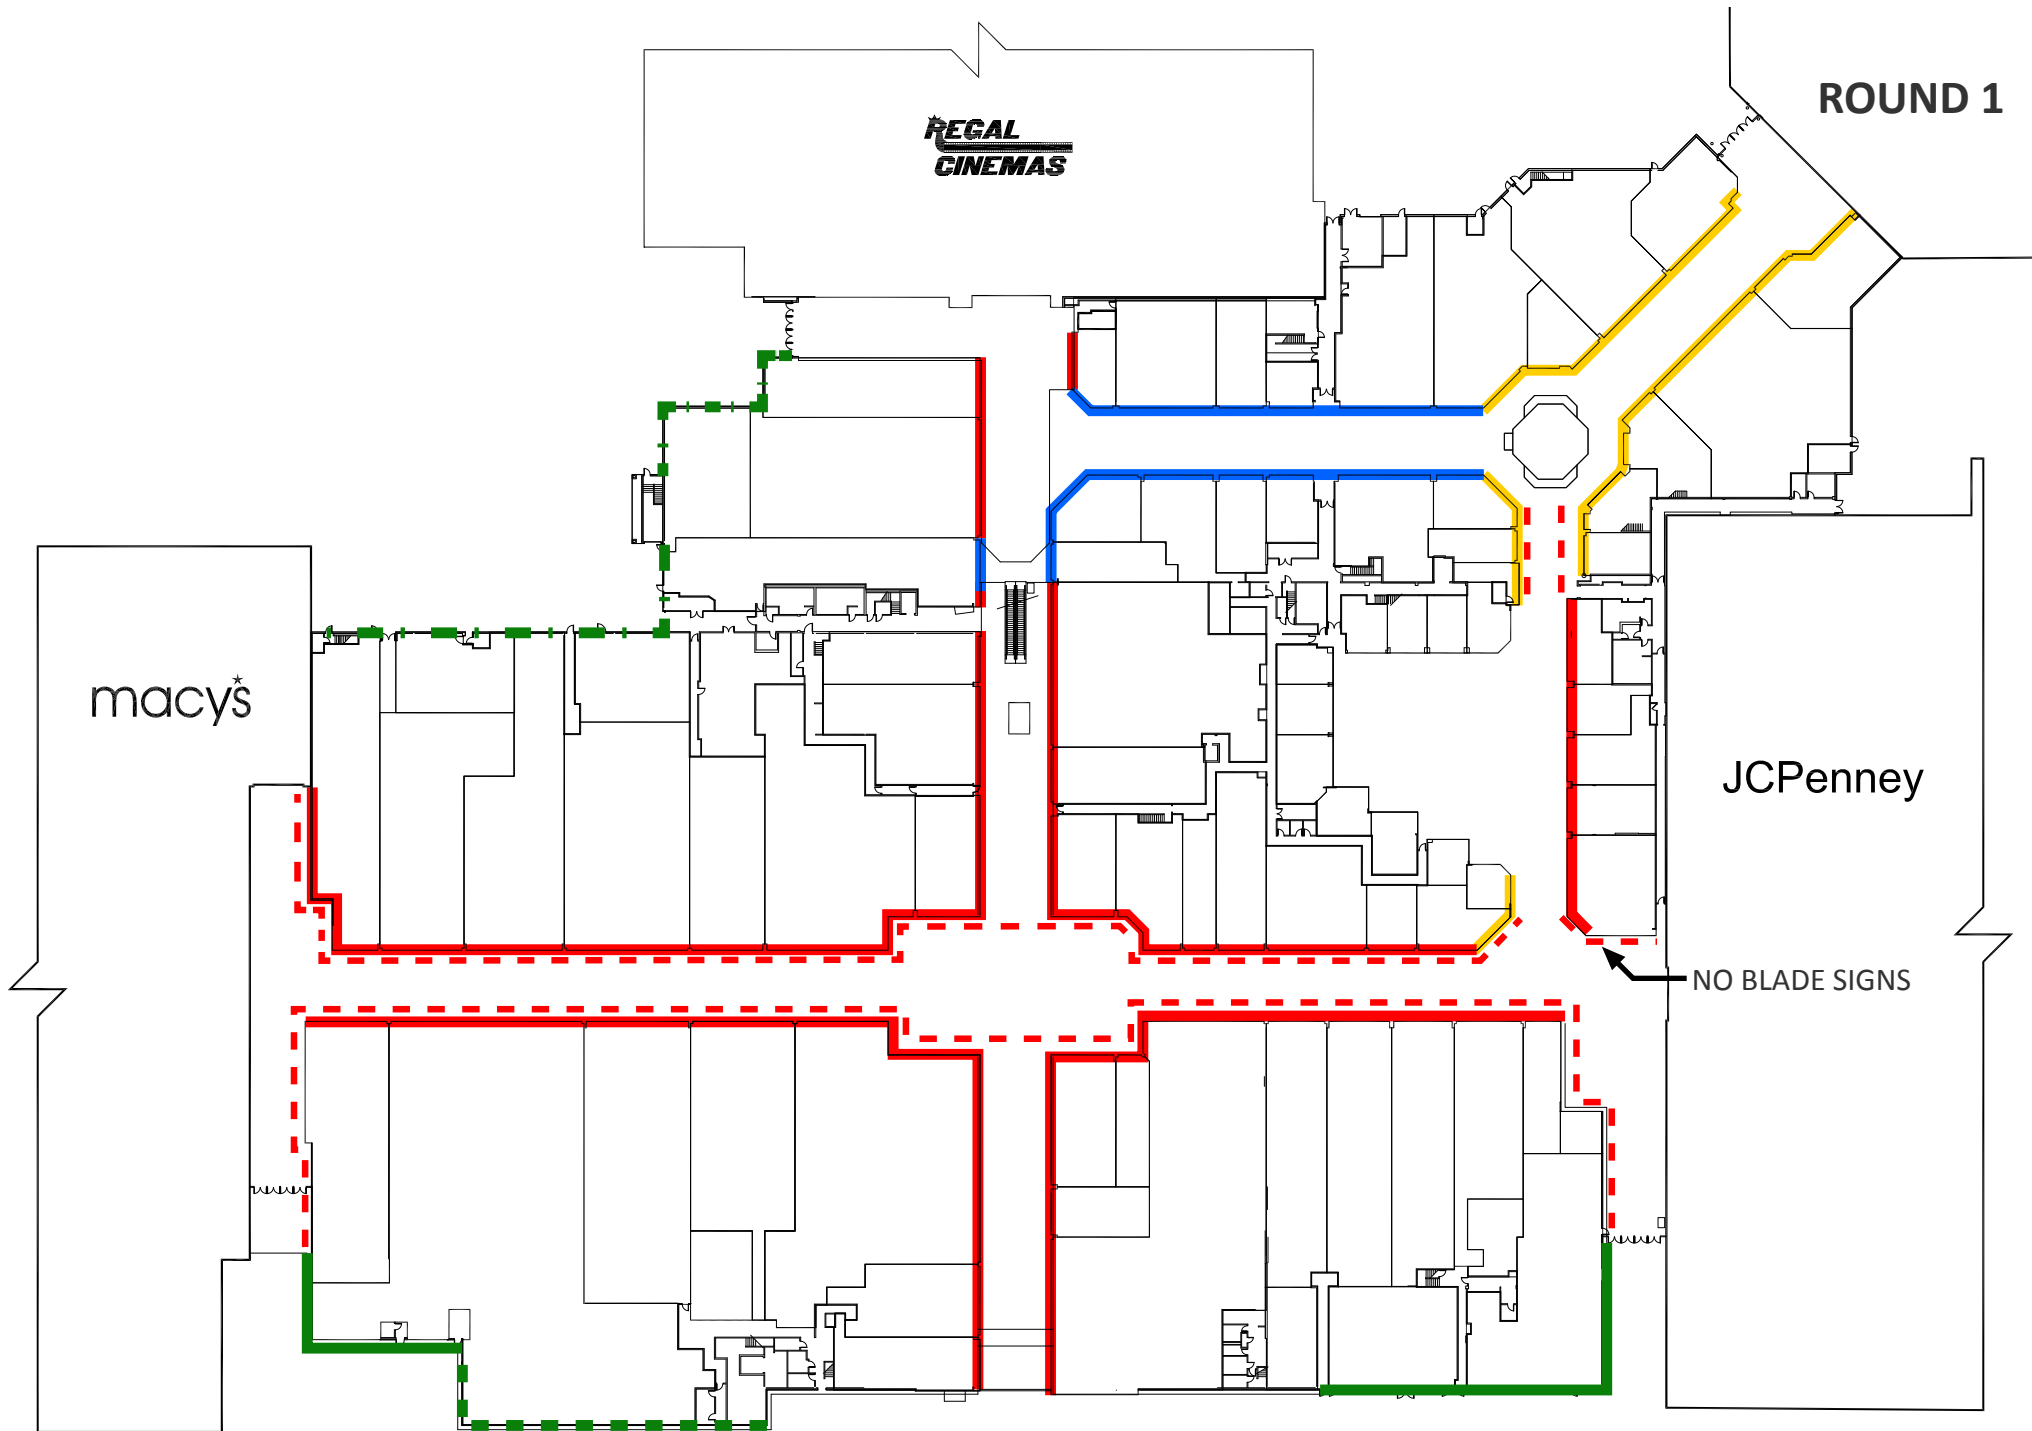 ROUND 1
REGAL
CINEMAS
macy's
JCPenney
NO BLADE SIGNS